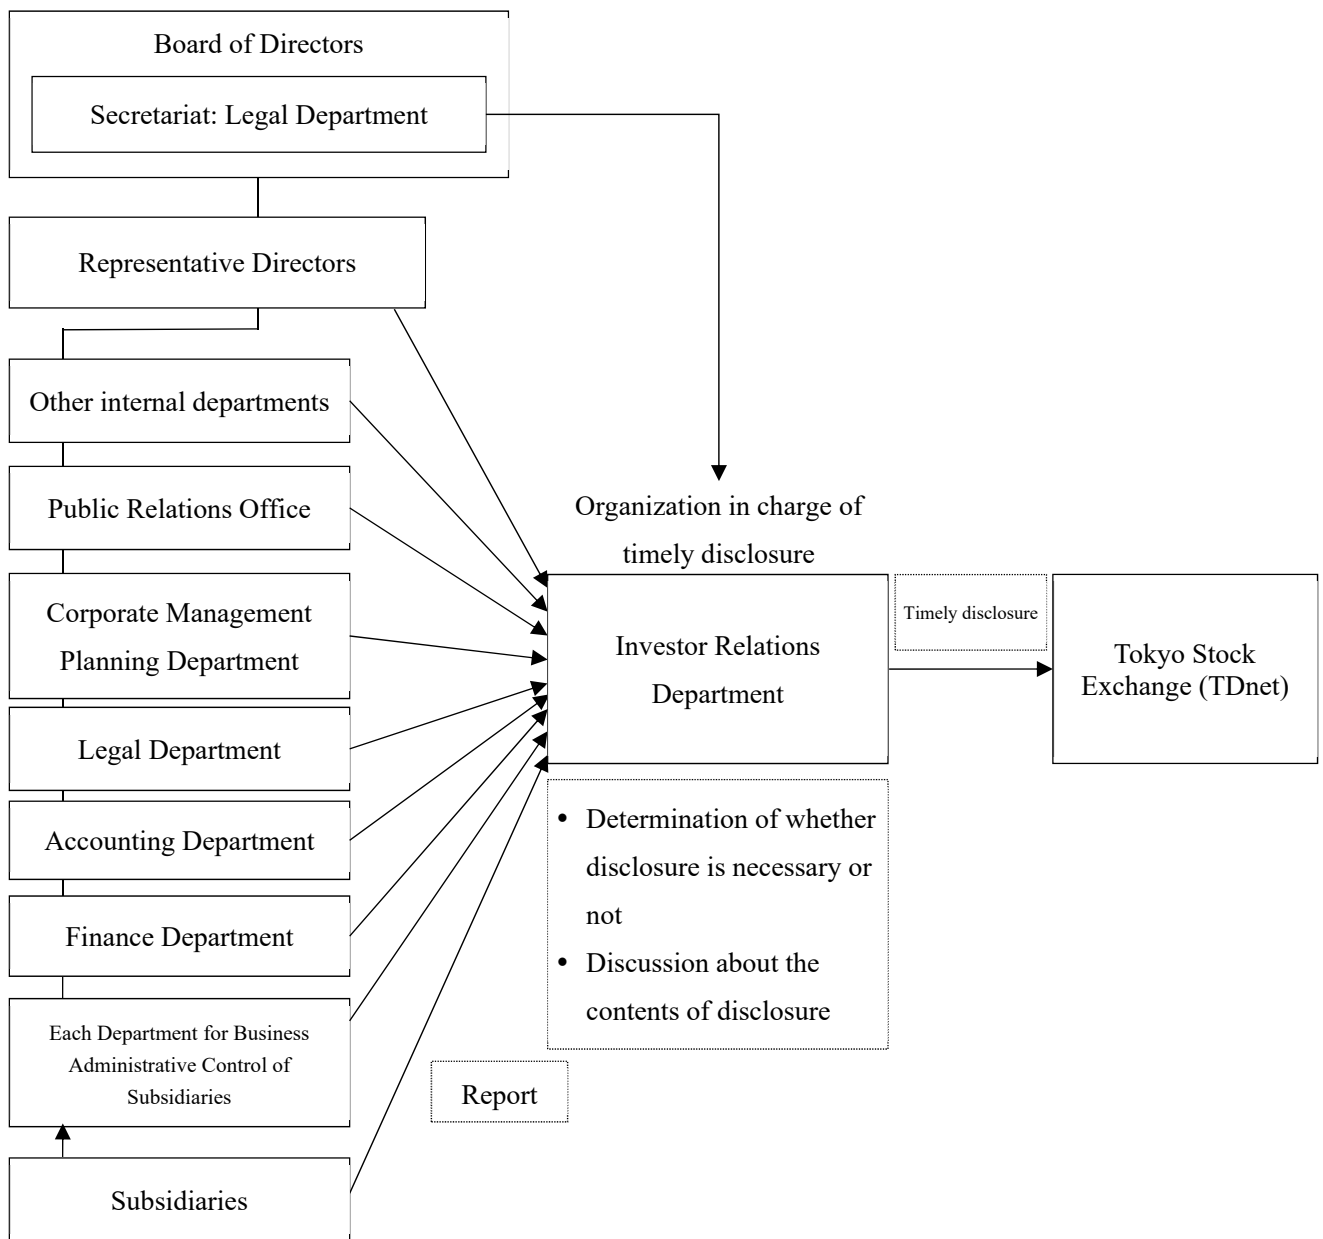 Board of Directors
Secretariat: Legal Department
Representative Directors
Other internal departments
Public Relations Office
Corporate Management
Planning Department
Legal Department
Accounting Department
Finance Department
Each Department for Business
Administrative Control of
Subsidiaries
Subsidiaries
Organization in charge of
timely disclosure
Investor Relations
Department
• Determination of whether
disclosure is necessary or
not
• Discussion about the
contents of disclosure
Report
Timely disclosure
Tokyo Stock
Exchange (TDnet)